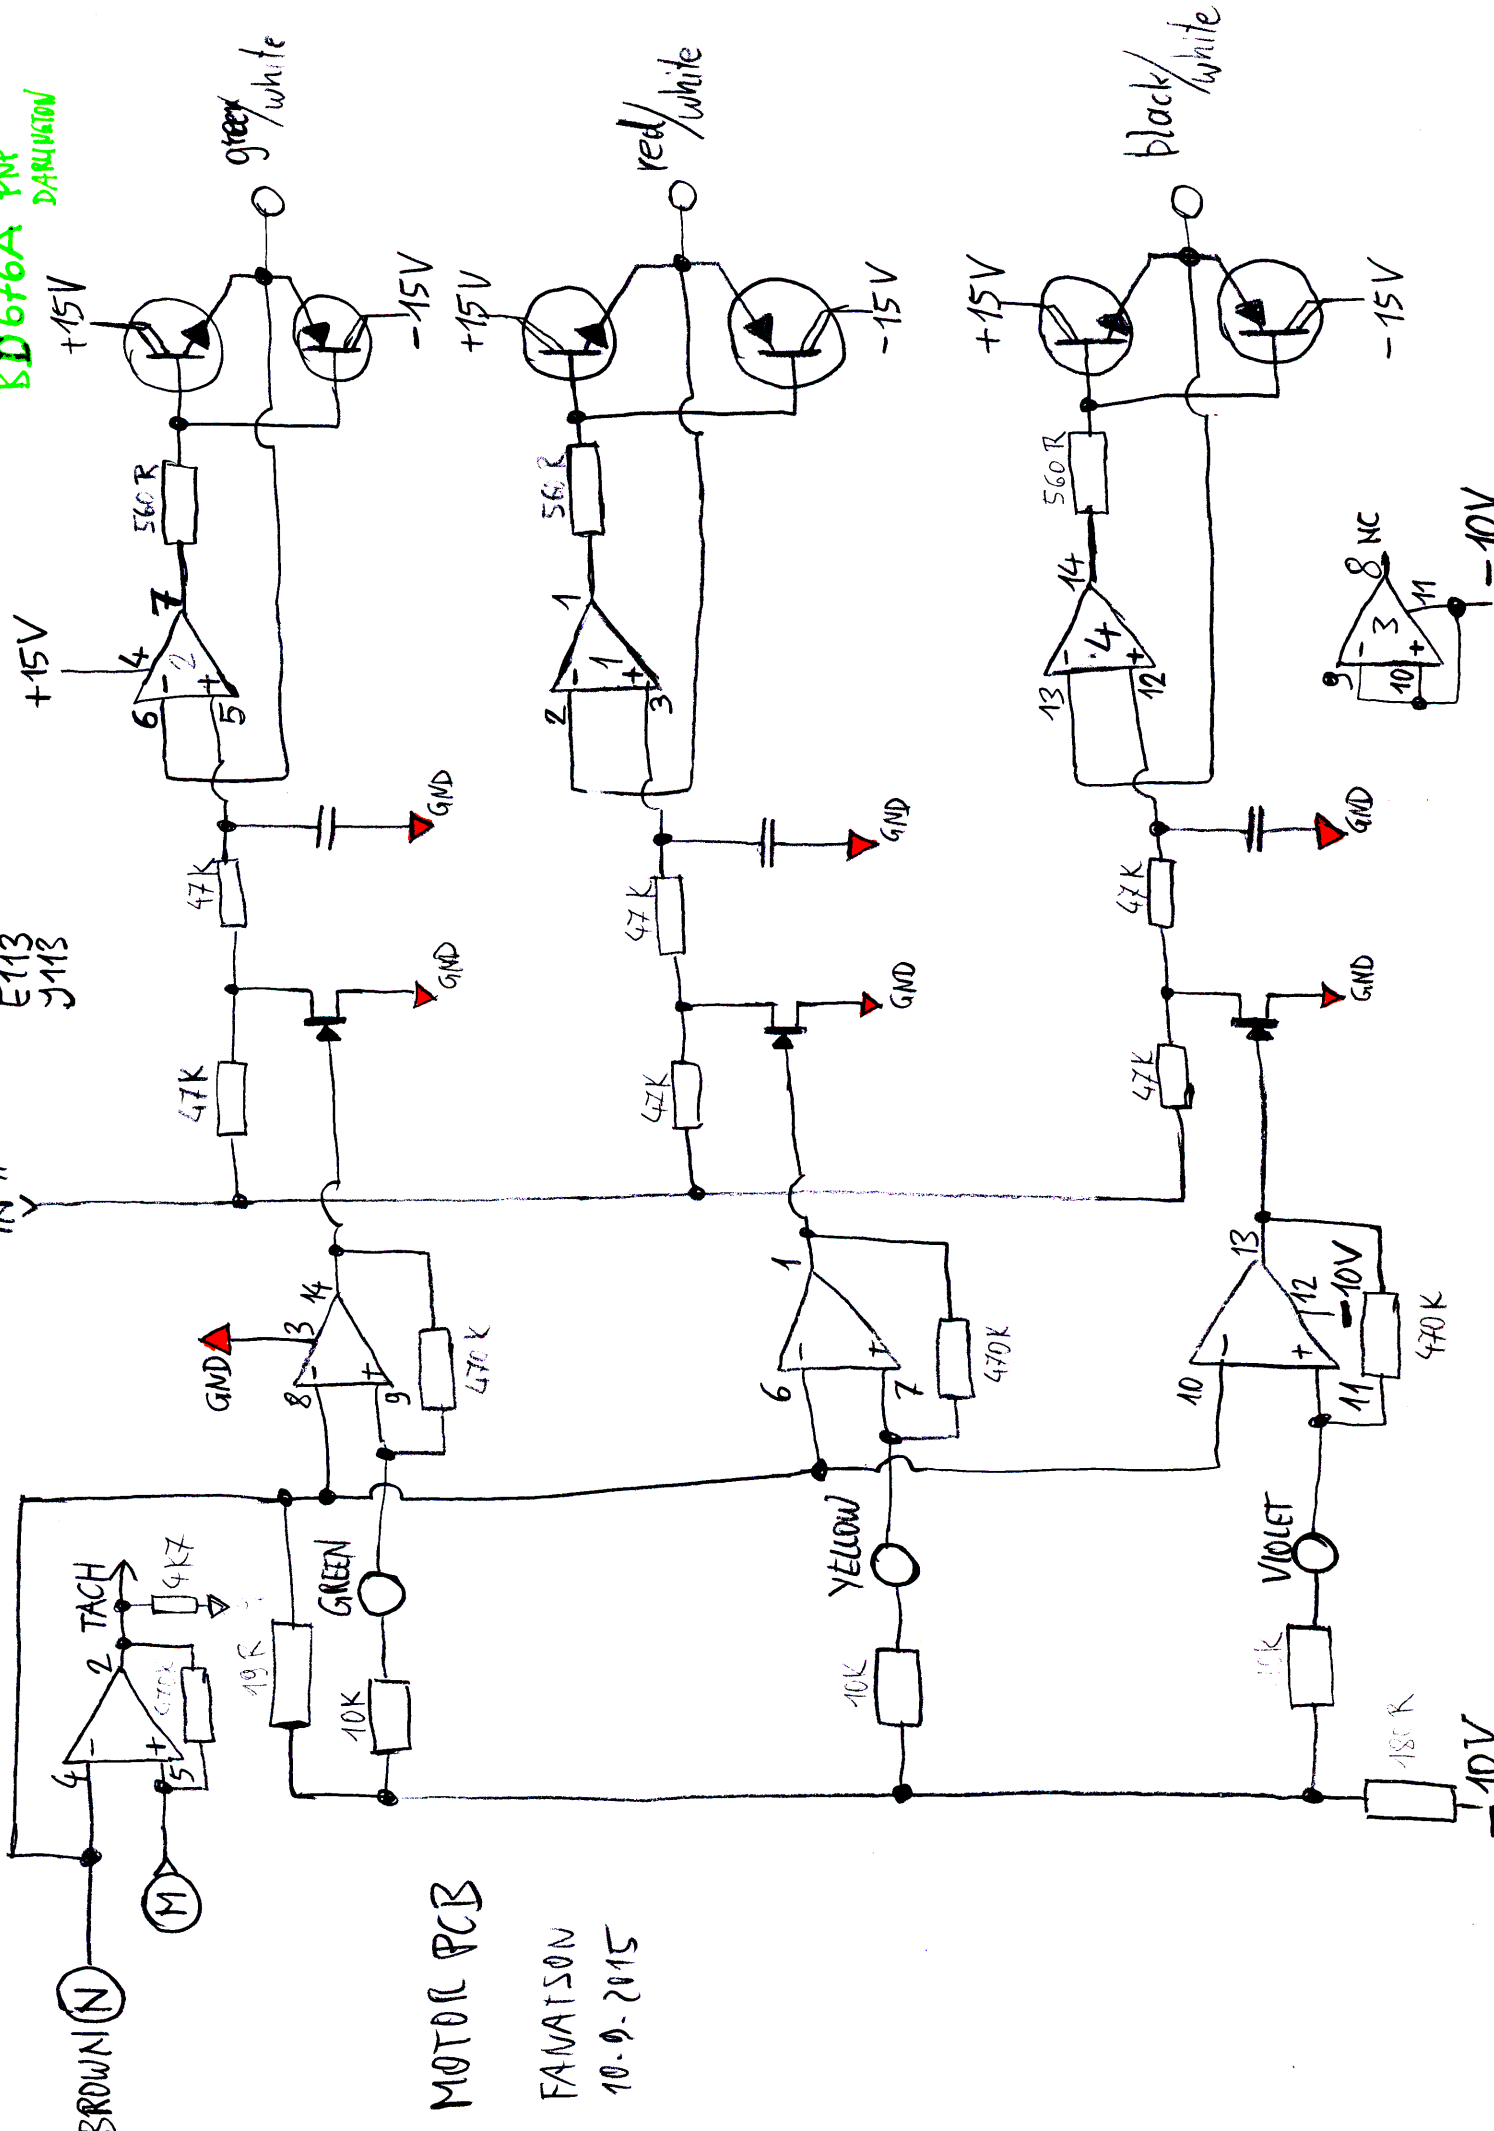 BD676A PNP
DARLINGTON
green/white
red/white
black/white
+15V
-15V
+15V
-15V
+15V
-15V
560R
560R
560R
+15V
4
7
2
6
5
-
+
1
1
2
3
-
+
14
4
13
12
-
+
8 NC
3
11
9
10
-
+
-10V
GND
GND
GND
47K
47K
47K
E113
J113
GND
GND
GND
47K
47K
47K
IN
GND
3
14
8
9
-
+
470K
1
6
7
-
+
470K
13
10
11
12
-
+
-10V
470K
TACH
4K7
2
4
5
-
+
470K
19R
GREEN
10K
YELLOW
10K
VIOLET
10K
-10V
M
BROWN N
MOTOR PCB
FANATSON
10.9.2015